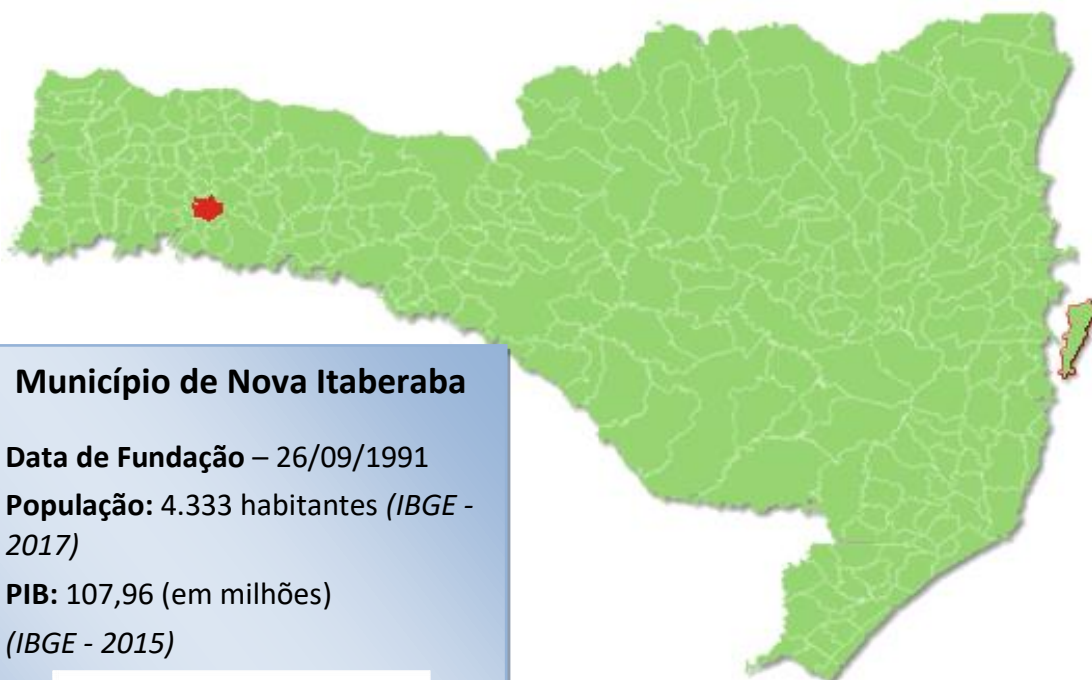 Município de Nova Itaberaba
Data de Fundação – 26/09/1991
População: 4.333 habitantes (IBGE -
2017)
PIB: 107,96 (em milhões)
(IBGE - 2015)